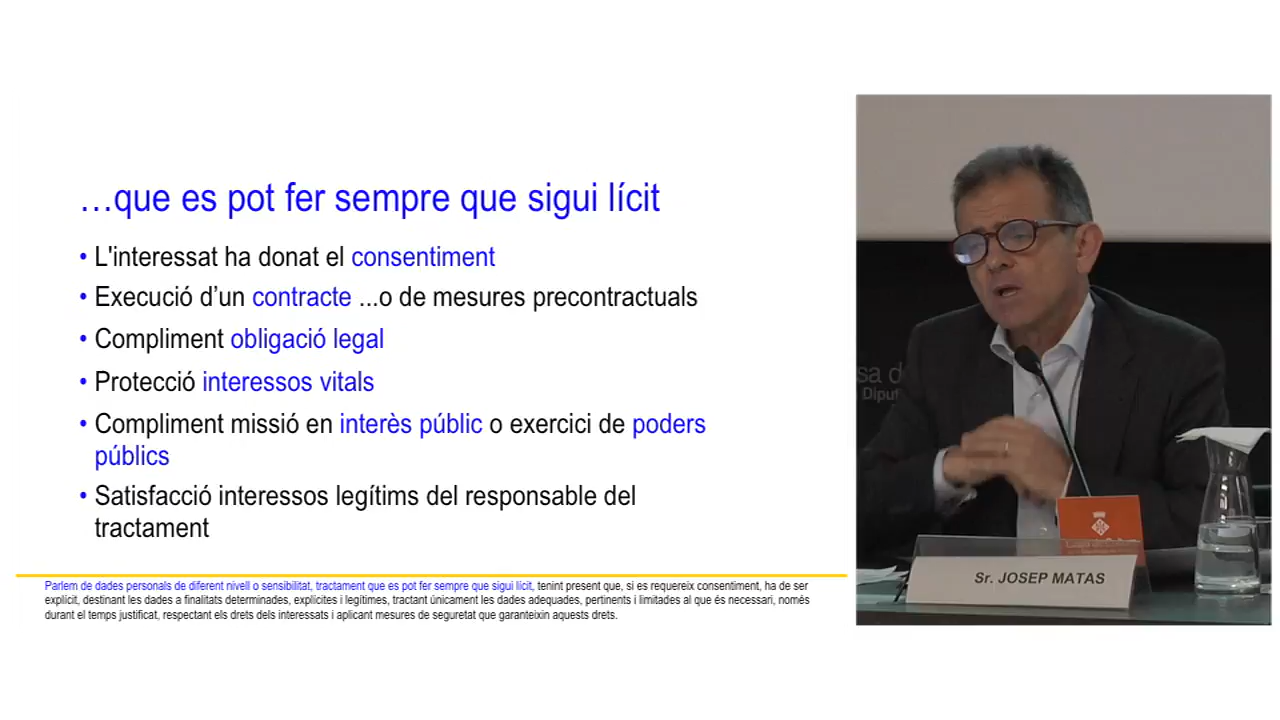 …que es pot fer sempre que sigui lícit
• L'interessat ha donat el consentiment
• Execució d’un contracte ...o de mesures precontractuals
• Compliment obligació legal
• Protecció interessos vitals
• Compliment missió en interès públic o exercici de poders
públics
• Satisfacció interessos legítims del responsable del
tractament
Parlem de dades personals de diferent nivell o sensibilitat, tractament que es pot fer sempre que sigui lícit, tenint present que, si es requereix consentiment, ha de ser
explícit, destinant les dades a finalitats determinades, explícites i legítimes, tractant únicament les dades adequades, pertinents i limitades al que és necessari, només
durant el temps justificat, respectant els drets dels interessats i aplicant mesures de seguretat que garanteixin aquests drets.
Sr. JOSEP MATAS